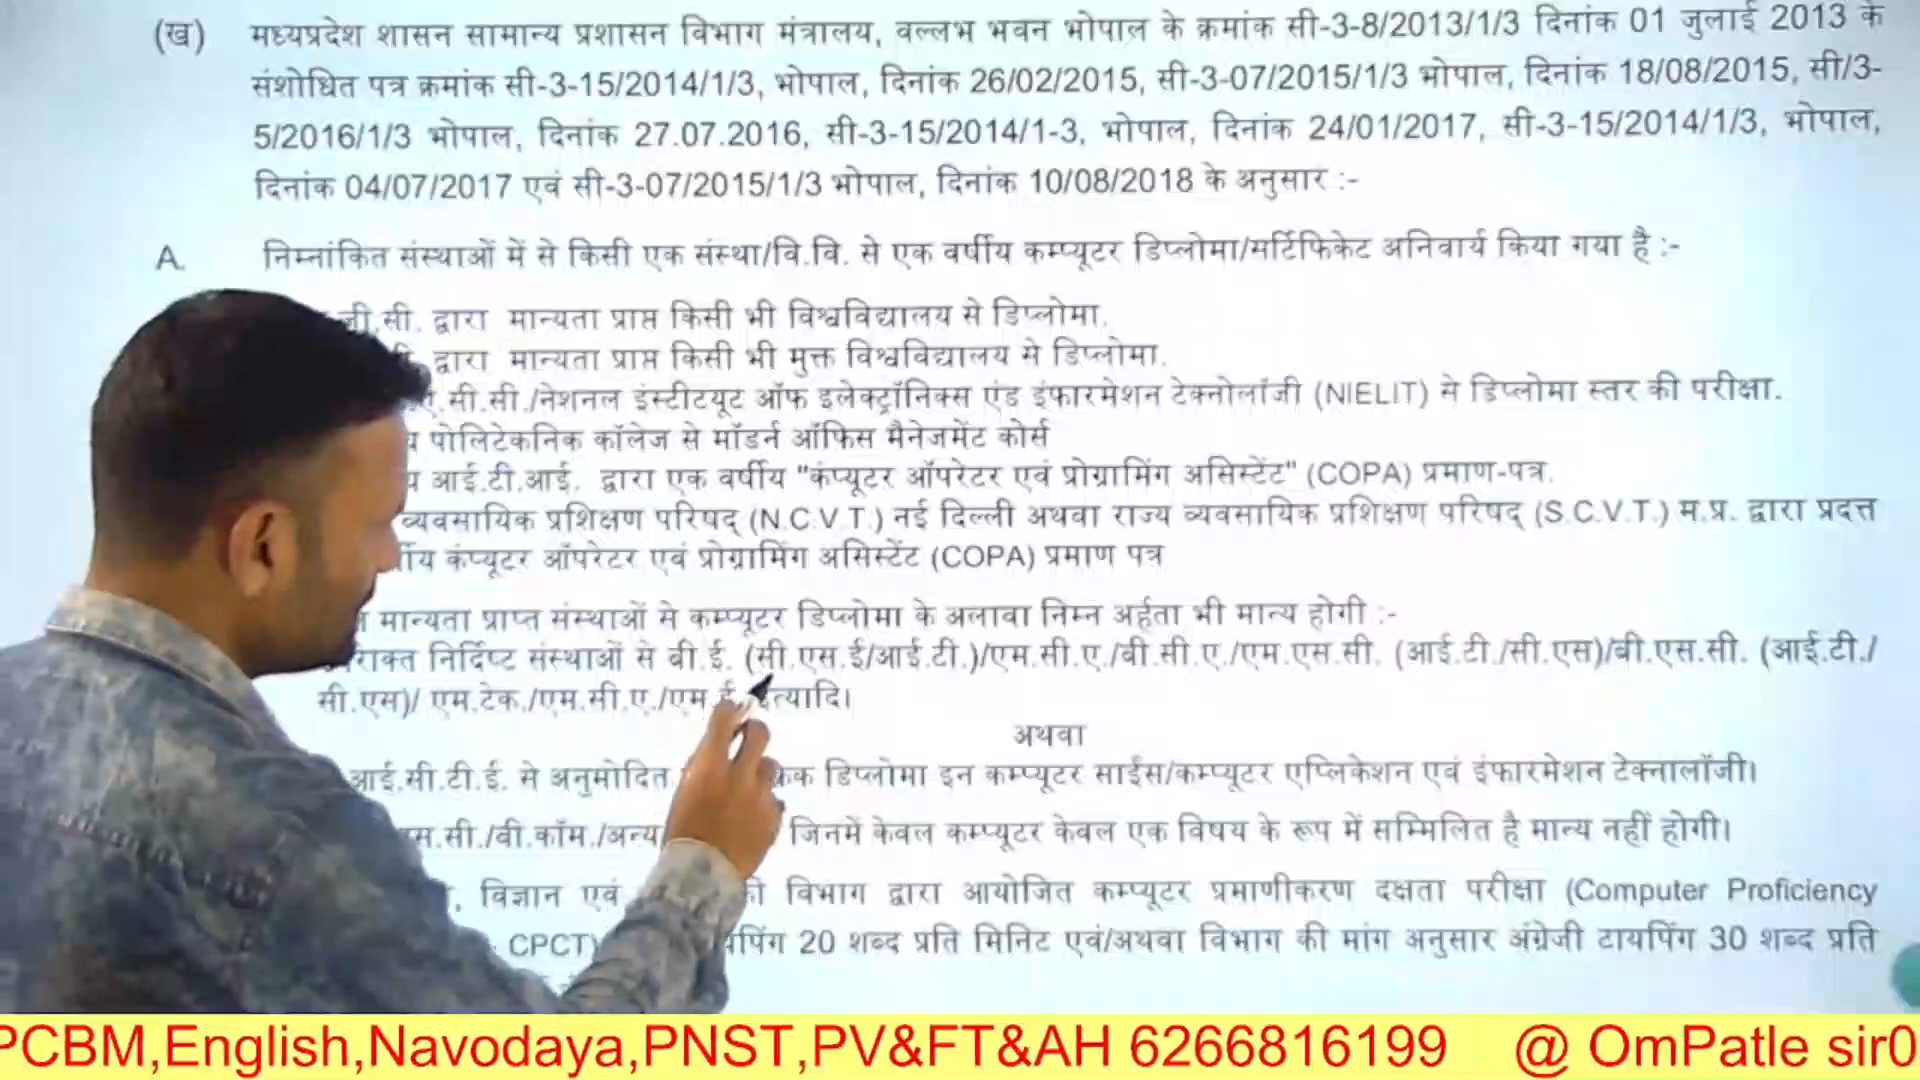 (ख) मध्यप्रदेश शासन सामान्य प्रशासन विभाग मंत्रालय, वल्लभ भवन भोपाल के क्रमांक सी-3-8/2013/1/3 दिनांक 01 जुलाई 2013 के
संशोधित पत्र क्रमांक सी-3-15/2014/1/3, भोपाल, दिनांक 26/02/2015, सी-3-07/2015/1/3 भोपाल, दिनांक 18/08/2015, सी/3-
5/2016/1/3 भोपाल, दिनांक 27.07.2016, सी-3-15/2014/1-3, भोपाल, दिनांक 24/01/2017, सी-3-15/2014/1/3, भोपाल,
दिनांक 04/07/2017 एवं सी-3-07/2015/1/3 भोपाल, दिनांक 10/08/2018 के अनुसार :-
A. निम्नांकित संस्थाओं में से किसी एक संस्था/वि.वि. से एक वर्षीय कम्प्यूटर डिप्लोमा/सर्टिफिकेट अनिवार्य किया गया है :-
जी.सी. द्वारा मान्यता प्राप्त किसी भी विश्वविद्यालय से डिप्लोमा.
द्वारा मान्यता प्राप्त किसी भी मुक्त विश्वविद्यालय से डिप्लोमा.
सी.सी./नेशनल इंस्टीटयूट ऑफ इलेक्ट्रॉनिक्स एंड इंफारमेशन टेक्नोलॉजी (NIELIT) से डिप्लोमा स्तर की परीक्षा.
पोलिटेकनिक कॉलेज से मॉडर्न ऑफिस मैनेजमेंट कोर्स
आई.टी.आई. द्वारा एक वर्षीय "कंप्यूटर ऑपरेटर एवं प्रोग्रामिंग असिस्टेंट" (COPA) प्रमाण-पत्र.
व्यवसायिक प्रशिक्षण परिषद् (N.C.V.T.) नई दिल्ली अथवा राज्य व्यवसायिक प्रशिक्षण परिषद् (S.C.V.T.) म.प्र. द्वारा प्रदत्त
कंप्यूटर ऑपरेटर एवं प्रोग्रामिंग असिस्टेंट (COPA) प्रमाण पत्र
मान्यता प्राप्त संस्थाओं से कम्प्यूटर डिप्लोमा के अलावा निम्न अर्हता भी मान्य होगी :-
निर्दिष्ट संस्थाओं से बी.ई. (सी.एस.ई/आई.टी.)/एम.सी.ए./बी.सी.ए./एम.एस.सी. (आई.टी./सी.एस)/बी.एस.सी. (आई.टी./
सी.एस)/ एम.टेक./एम.सी.ए./एम.ई. इत्यादि।
अथवा
आई.सी.टी.ई. से अनुमोदित डिप्लोमा इन कम्प्यूटर साईंस/कम्प्यूटर एप्लिकेशन एवं इंफारमेशन टेक्नालॉजी।
एस.सी./बी.कॉम./अन्य जिनमें केवल कम्प्यूटर केवल एक विषय के रूप में सम्मिलित है मान्य नहीं होगी।
विज्ञान एवं विभाग द्वारा आयोजित कम्प्यूटर प्रमाणीकरण दक्षता परीक्षा (Computer Proficiency
CPCT) 20 शब्द प्रति मिनिट एवं/अथवा विभाग की मांग अनुसार अंग्रेजी टायपिंग 30 शब्द प्रति
PCBM,English,Navodaya,PNST,PV&FT&AH 6266816199 @ OmPatle sir0